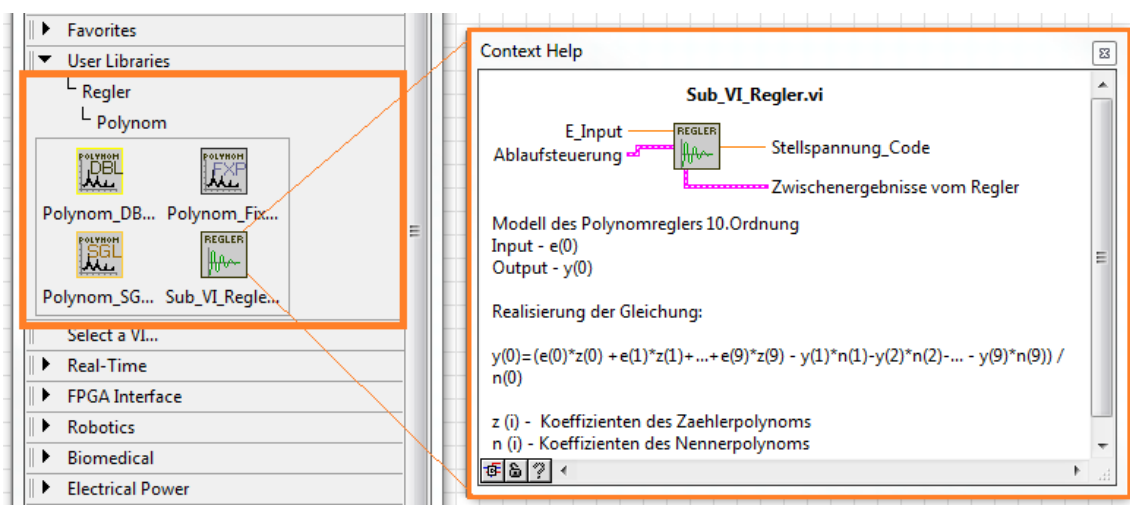 Favorites
User Libraries
Regler
Polynom
POLYNOM
DBL
POLYNOM
FXP
Polynom_DB...
Polynom_Fix...
POLYNOM
SGL
REGLER
Polynom_SG...
Sub_VI_Regle...
Select a VI...
Real-Time
FPGA Interface
Robotics
Biomedical
Electrical Power
Context Help
Sub_VI_Regler.vi
E_Input
REGLER
Ablaufsteuerung
Stellspannung_Code
Zwischenergebnisse vom Regler
Modell des Polynomreglers 10.Ordnung
Input - e(0)
Output - y(0)
Realisierung der Gleichung:
y(0)=(e(0)*z(0) +e(1)*z(1)+...+e(9)*z(9) - y(1)*n(1)-y(2)*n(2)-... - y(9)*n(9)) /
n(0)
z (i) - Koeffizienten des Zaehlerpolynoms
n (i) - Koeffizienten des Nennerpolynoms
?